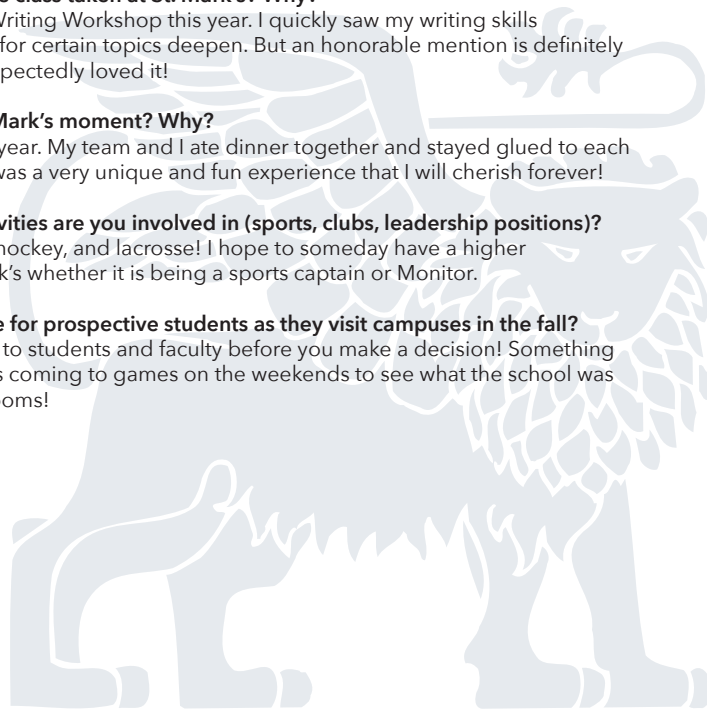 Writing Workshop this year. I quickly saw my writing skills
for certain topics deepen. But an honorable mention is definitely
pectedly loved it!
Mark's moment? Why?
year. My team and I ate dinner together and stayed glued to each
was a very unique and fun experience that I will cherish forever!
vities are you involved in (sports, clubs, leadership positions)?
hockey, and lacrosse! I hope to someday have a higher
k's whether it is being a sports captain or Monitor.
e for prospective students as they visit campuses in the fall?
to students and faculty before you make a decision! Something
s coming to games on the weekends to see what the school was
ooms!